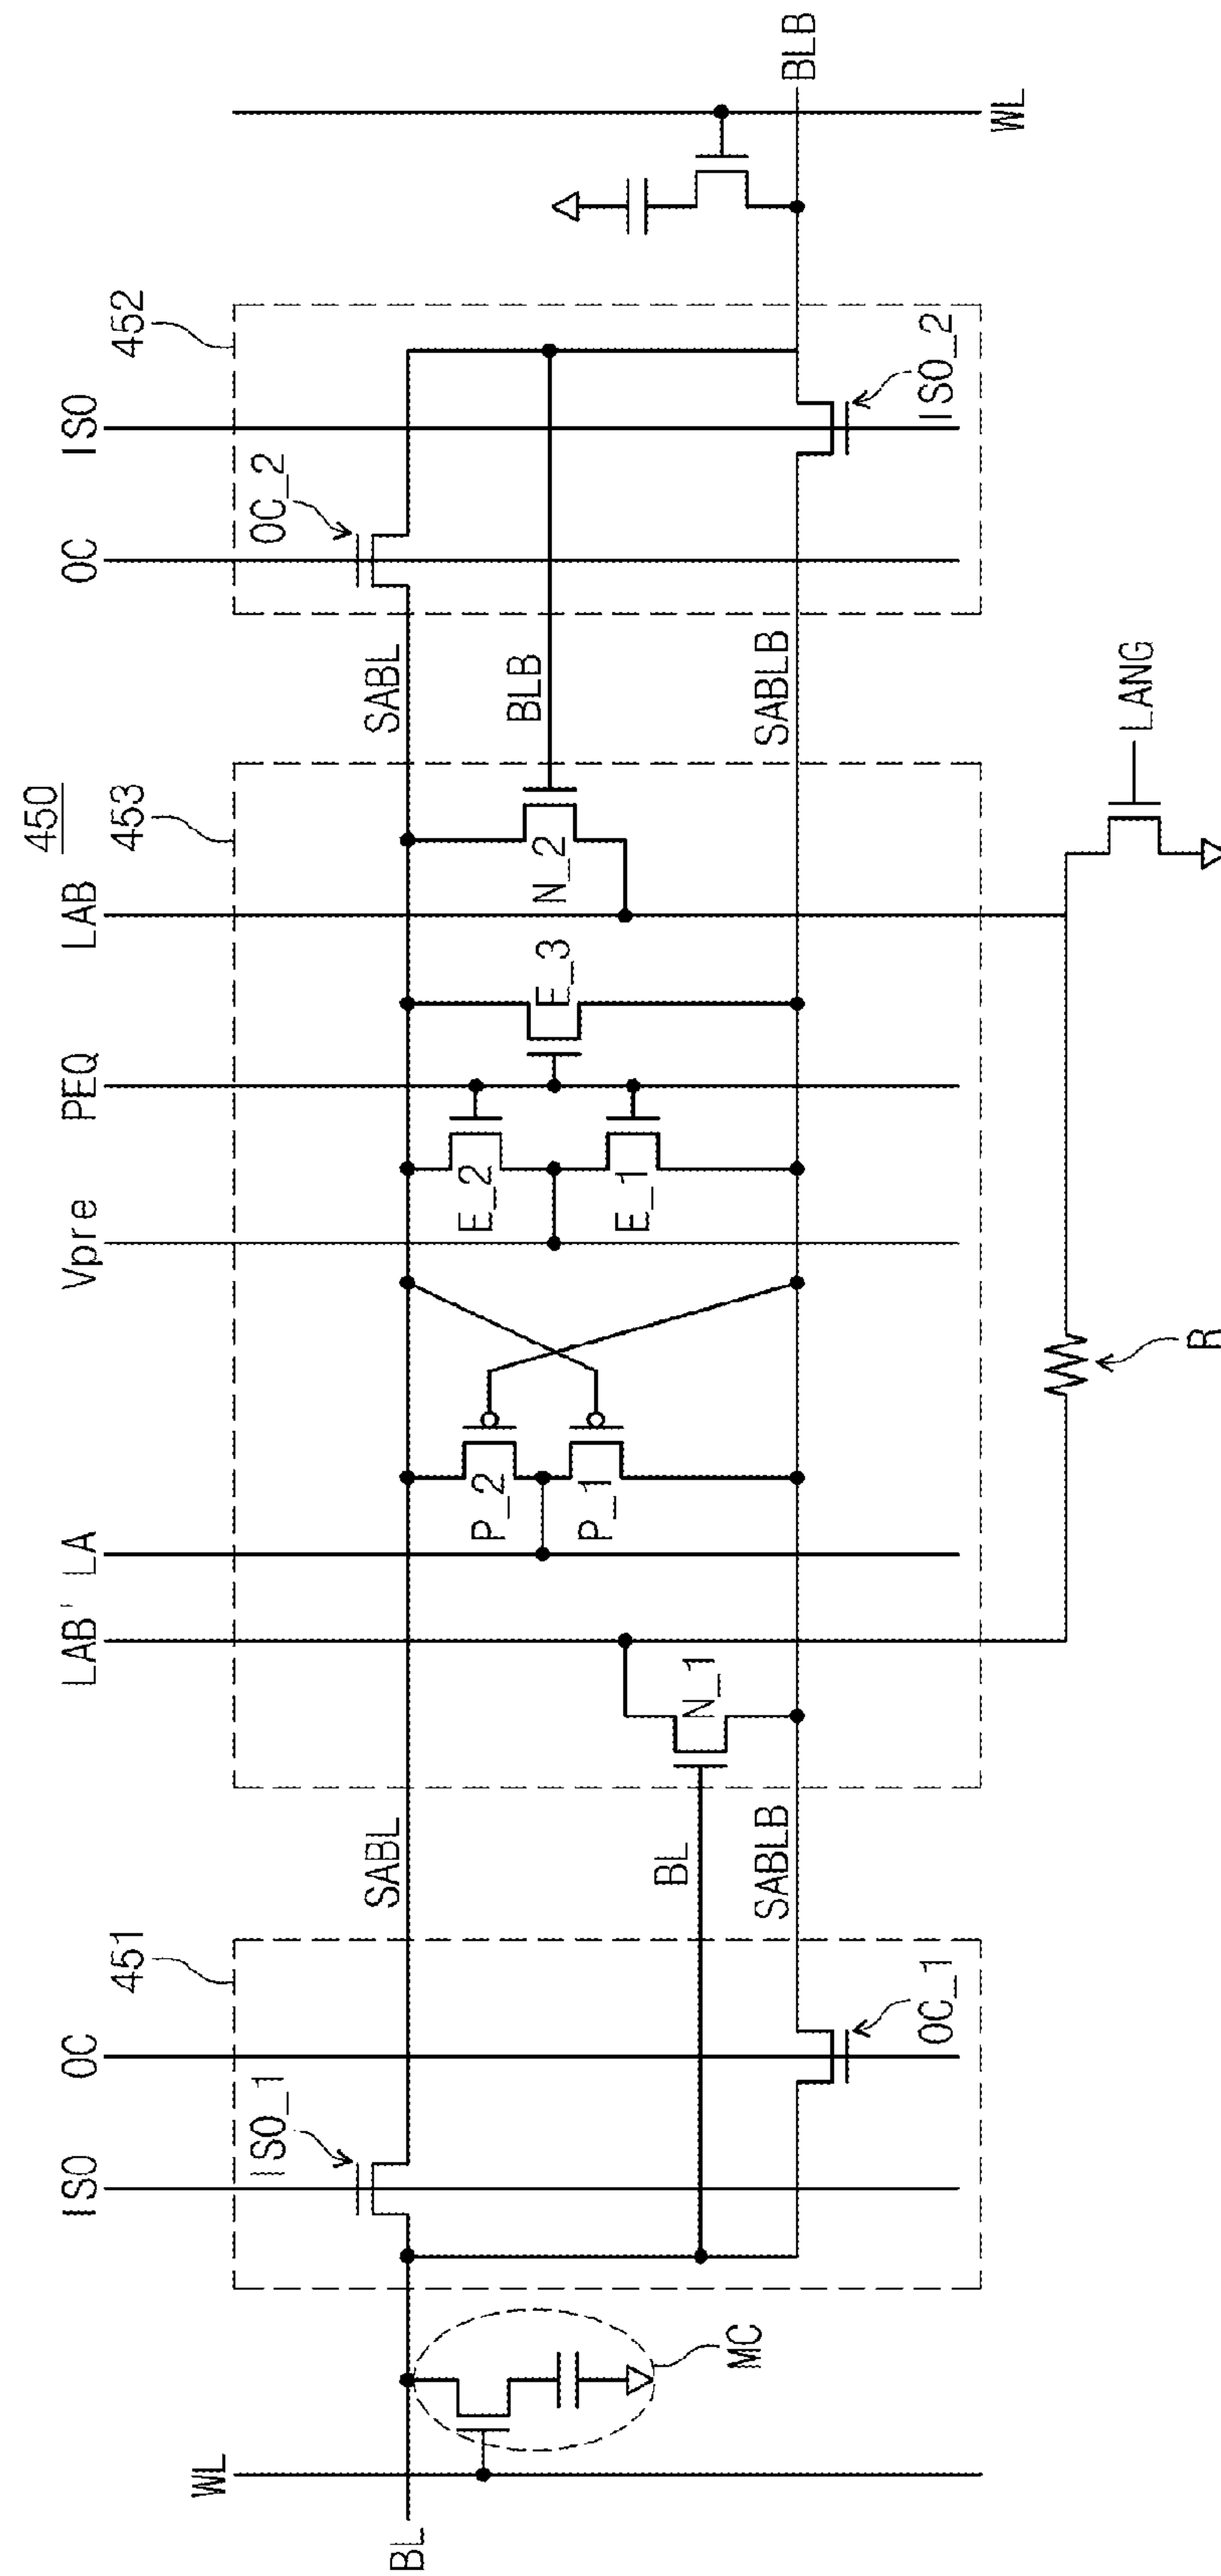 450
ISO
OC
LAB'
LA
Vpre
PEQ
LAB
OC
ISO
451
453
452
WL
ISO_1
OC_2
SABL
SABL
BL
P_2
E_2
N_2
BLB
P_1
E_1
E_3
BL
N_1
MC
SABLB
SABLB
BLB
OC_1
ISO_2
WL
R
LANG